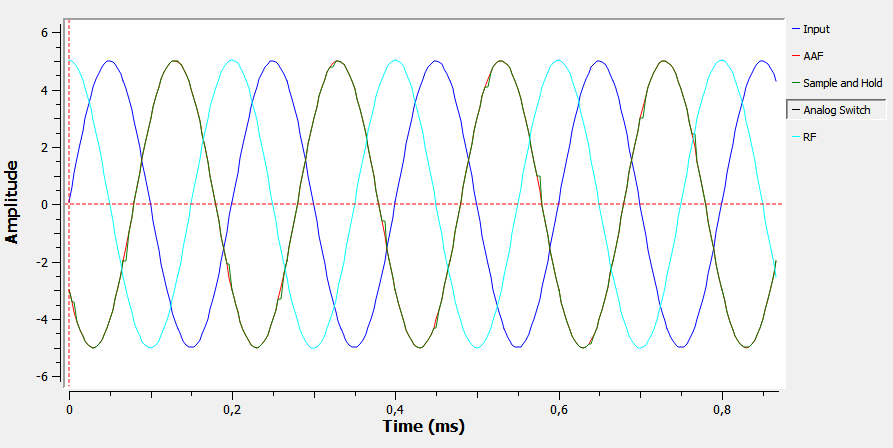 Amplitude
6
4
2
0
-2
-4
-6
0
0,2
0,4
0,6
0,8
Time (ms)
Input
AAF
Sample and Hold
Analog Switch
RF